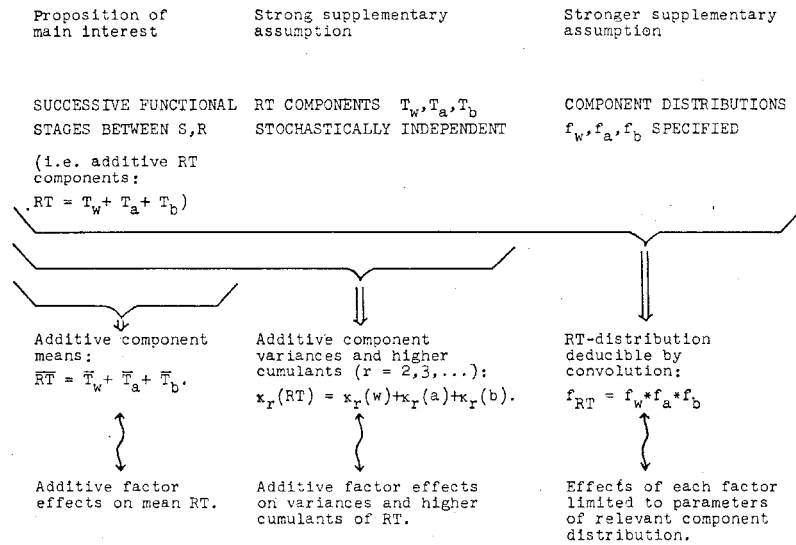 Proposition of
main interest
Strong supplementary
assumption
Stronger supplementary
assumption
SUCCESSIVE FUNCTIONAL
STAGES BETWEEN S,R
(i.e. additive RT
components:
RT = T_w + T_a + T_b)
RT COMPONENTS T_w,T_a,T_b
STOCHASTICALLY INDEPENDENT
COMPONENT DISTRIBUTIONS
f_w,f_a,f_b SPECIFIED
Additive component
means:
R̅T̅ = T̅_w + T̅_a + T̅_b.
Additive component
variances and higher
cumulants (r = 2,3,...):
κ_r(RT) = κ_r(w)+κ_r(a)+κ_r(b).
RT-distribution
deducible by
convolution:
f_RT = f_w*f_a*f_b
Additive factor
effects on mean RT.
Additive factor effects
on variances and higher
cumulants of RT.
Effects of each factor
limited to parameters
of relevant component
distribution.